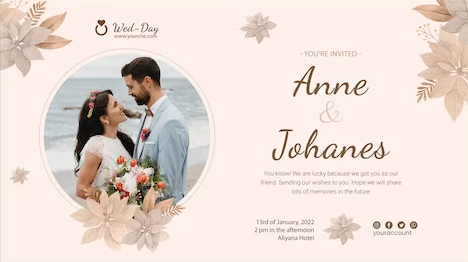 Wed-Day
www.yoursite.com
- YOU'RE INVITED -
Anne
&
Johanes
You know! We are lucky because we got you as our
friend. Sending our wishes to you. Hope we will share
lots of memories in the future
13rd of January, 2022
2 pm in the afternoon
Aliyana Hotel
youraccount